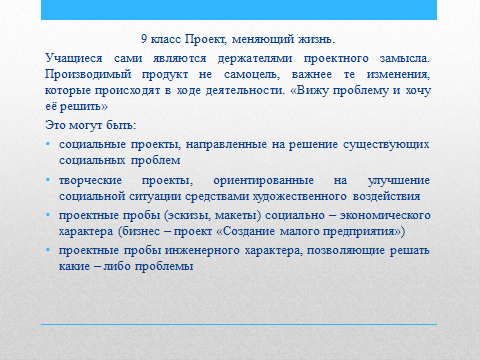 9 класс Проект, меняющий жизнь.
Учащиеся сами являются держателями проектного замысла.
Производимый продукт не самоцель, важнее те изменения,
которые происходят в ходе деятельности. «Вижу проблему и хочу
её решить»
Это могут быть:
• социальные проекты, направленные на решение существующих
социальных проблем
• творческие проекты, ориентированные на улучшение
социальной ситуации средствами художественного воздействия
• проектные пробы (эскизы, макеты) социально – экономического
характера (бизнес – проект «Создание малого предприятия»)
• проектные пробы инженерного характера, позволяющие решать
какие – либо проблемы